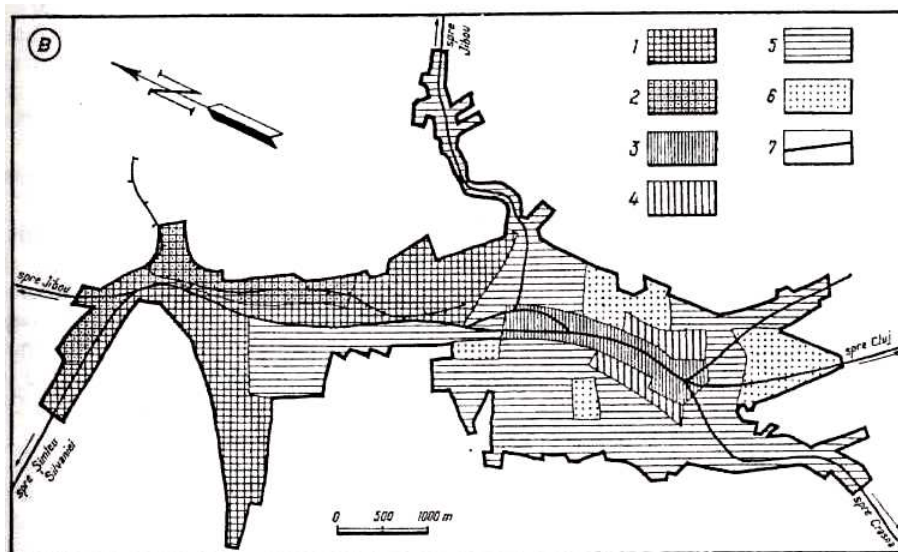 B
N
spre Jibou
1
2
3
4
5
6
7
spre Jibou
spre Cluj
spre Șimleu
Silvaniei
0 500 1000 m
spre Crasna